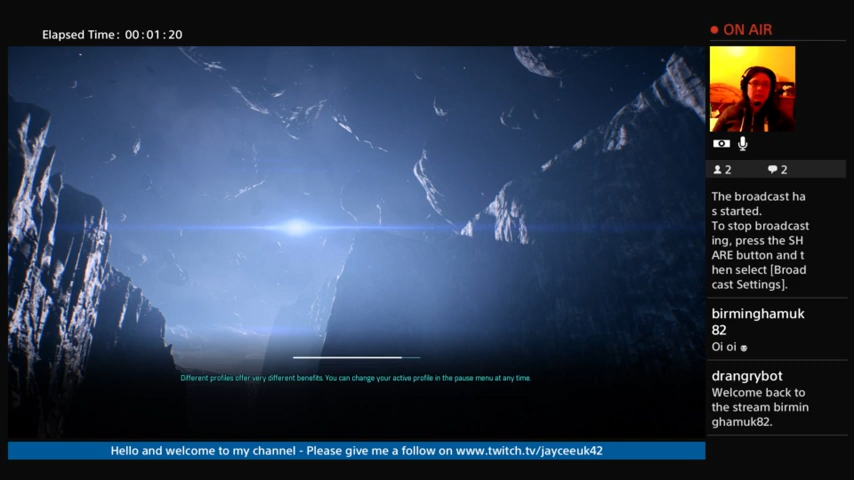 Elapsed Time: 00:01:20
ON AIR
2
2
The broadcast ha
s started.
To stop broadcast
ing, press the SH
ARE button and t
hen select [Broad
cast Settings].
birminghamuk
82
Oi oi
drangrybot
Welcome back to
the stream birmin
ghamuk82.
Different profiles offer very different benefits. You can change your active profile in the pause menu at any time.
Hello and welcome to my channel - Please give me a follow on www.twitch.tv/jayceeuk42